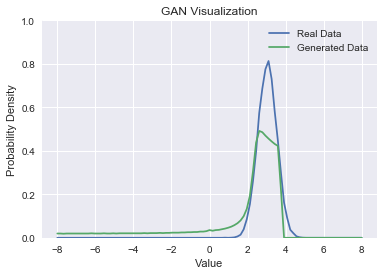 GAN Visualization
Real Data
Generated Data
Probability Density
1.0
0.8
0.6
0.4
0.2
0.0
−8 −6 −4 −2 0 2 4 6 8
Value